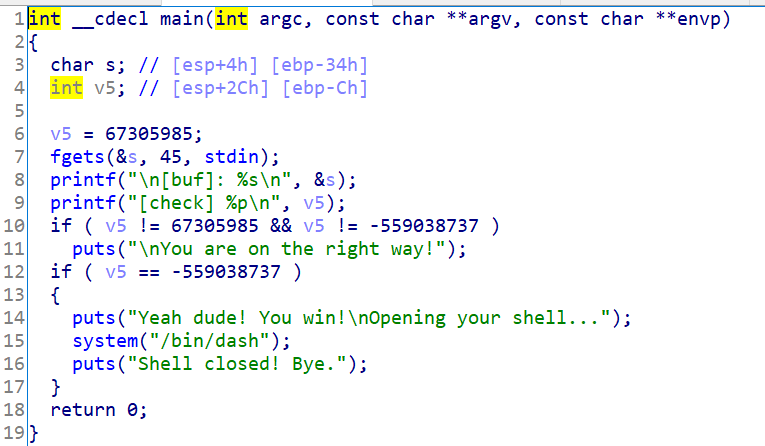 1 int __cdecl main(int argc, const char **argv, const char **envp)
2 {
3 char s; // [esp+4h] [ebp-34h]
4 int v5; // [esp+2Ch] [ebp-Ch]
5
6 v5 = 67305985;
7 fgets(&s, 45, stdin);
8 printf("\n[buf]: %s\n", &s);
9 printf("[check] %p\n", v5);
10 if ( v5 != 67305985 && v5 != -559038737 )
11 puts("\nYou are on the right way!");
12 if ( v5 == -559038737 )
13 {
14 puts("Yeah dude! You win!\nOpening your shell...");
15 system("/bin/dash");
16 puts("Shell closed! Bye.");
17 }
18 return 0;
19 }